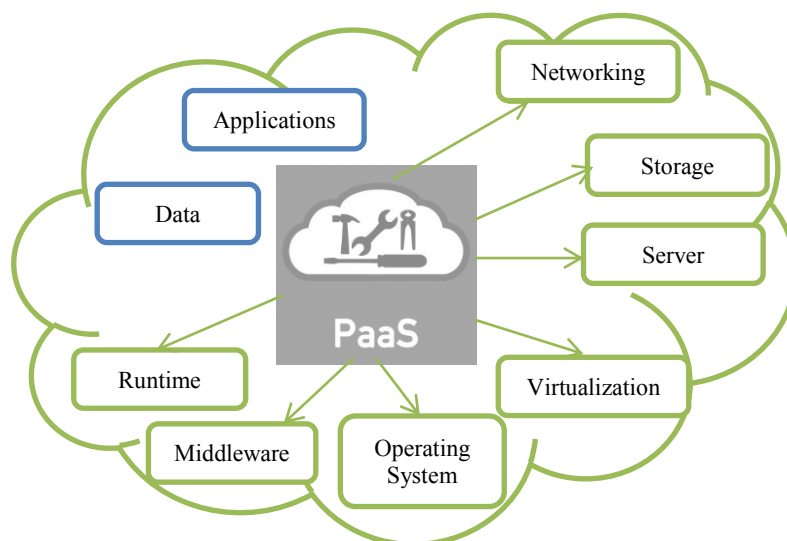 Networking
Applications
Storage
Data
Server
PaaS
Runtime
Virtualization
Middleware
Operating
System